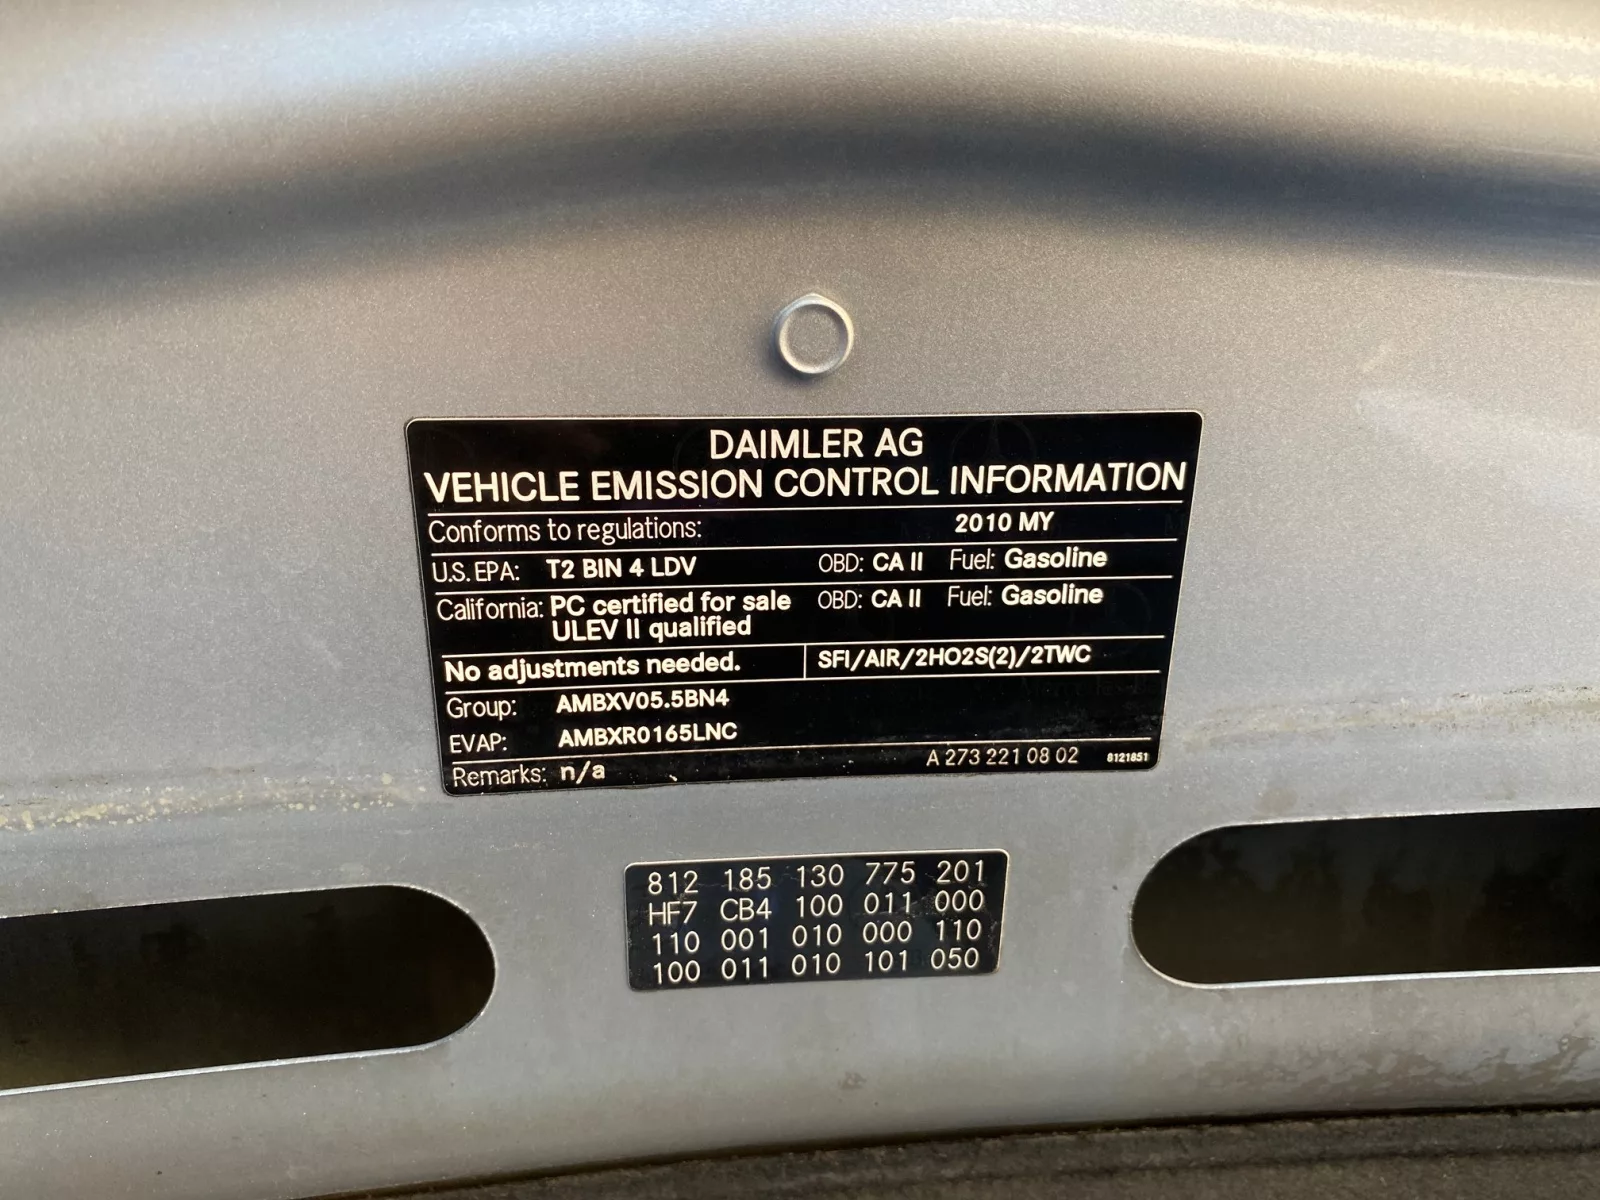 DAIMLER AG
VEHICLE EMISSION CONTROL INFORMATION
Conforms to regulations: 2010 MY
U.S. EPA: T2 BIN 4 LDV OBD: CA II Fuel: Gasoline
California: PC certified for sale OBD: CA II Fuel: Gasoline
ULEV II qualified
No adjustments needed. SFI/AIR/2HO2S(2)/2TWC
Group: AMBXV05.5BN4
EVAP: AMBXR0165LNC
Remarks: n/a A 273 221 08 02 8121851
812 185 130 775 201
HF7 CB4 100 011 000
110 001 010 000 110
100 011 010 101 050